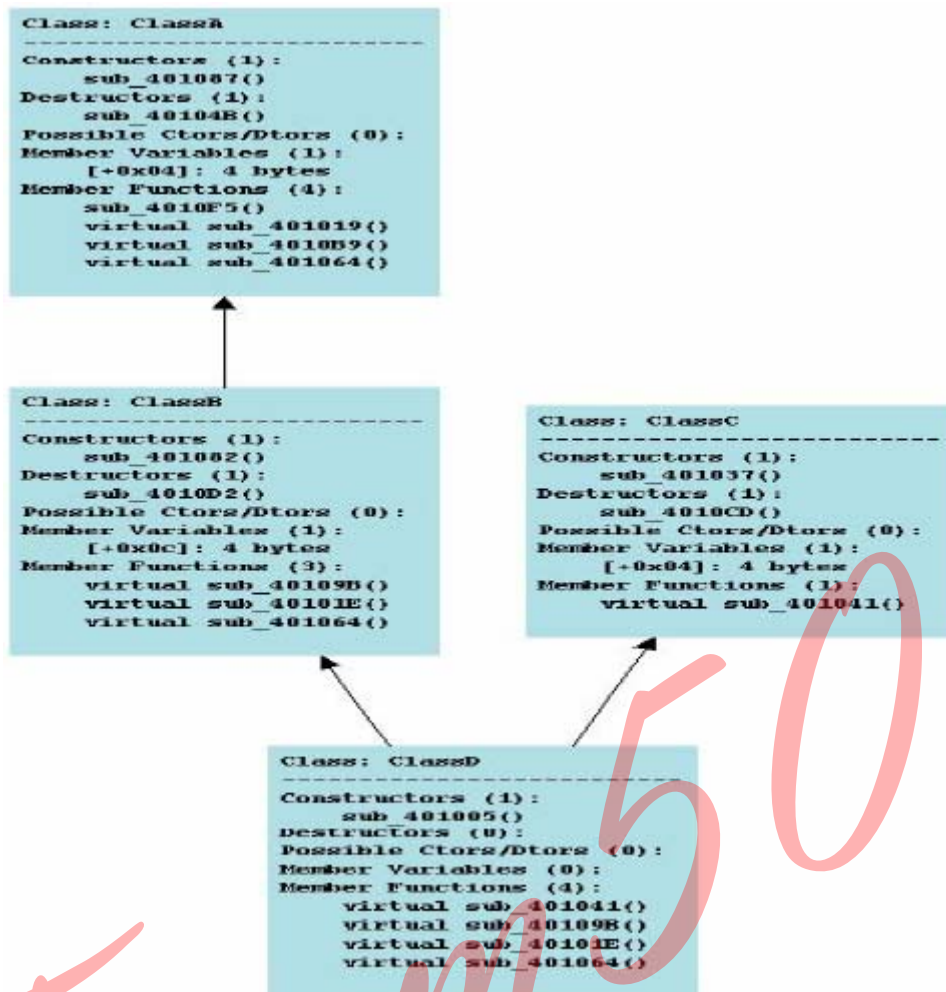 Class: ClassA
-----------------------------
Constructors (1):
sub_401087()
Destructors (1):
sub_40104B()
Possible Ctors/Dtors (0):
Member Variables (1):
[+0x04]: 4 bytes
Member Functions (4):
sub_4010F5()
virtual sub_401019()
virtual sub_4010B9()
virtual sub_401064()
Class: ClassB
-----------------------------
Constructors (1):
sub_401082()
Destructors (1):
sub_4010D2()
Possible Ctors/Dtors (0):
Member Variables (1):
[+0x0c]: 4 bytes
Member Functions (3):
virtual sub_40109B()
virtual sub_40101E()
virtual sub_401064()
Class: ClassC
-----------------------------
Constructors (1):
sub_401037()
Destructors (1):
sub_4010CD()
Possible Ctors/Dtors (0):
Member Variables (1):
[+0x04]: 4 bytes
Member Functions (1):
virtual sub_401041()
Class: ClassD
-----------------------------
Constructors (1):
sub_401005()
Destructors (0):
Possible Ctors/Dtors (0):
Member Variables (0):
Member Functions (4):
virtual sub_401041()
virtual sub_40109B()
virtual sub_40101E()
virtual sub_401064()
m50